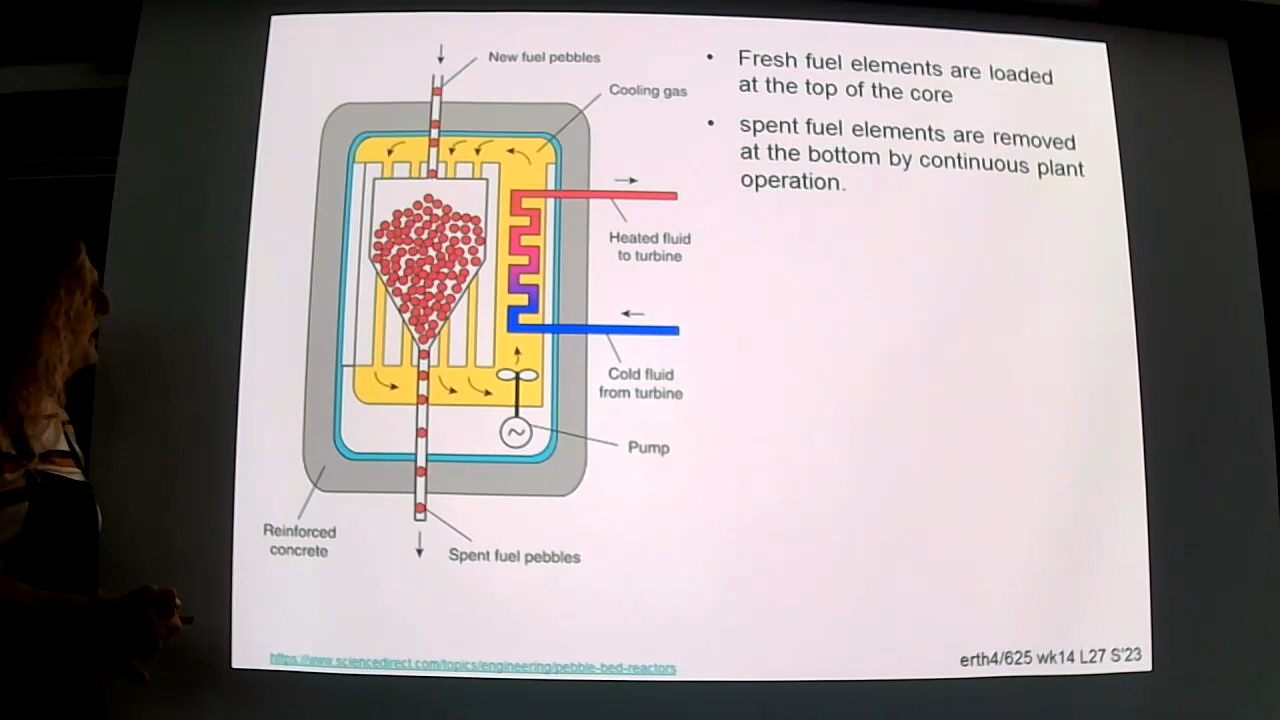 New fuel pebbles
Cooling gas
Heated fluid
to turbine
Cold fluid
from turbine
Pump
Reinforced
concrete
Spent fuel pebbles
• Fresh fuel elements are loaded
at the top of the core
• spent fuel elements are removed
at the bottom by continuous plant
operation.
https://www.sciencedirect.com/topics/engineering/pebble-bed-reactors
erth4/625 wk14 L27 S'23